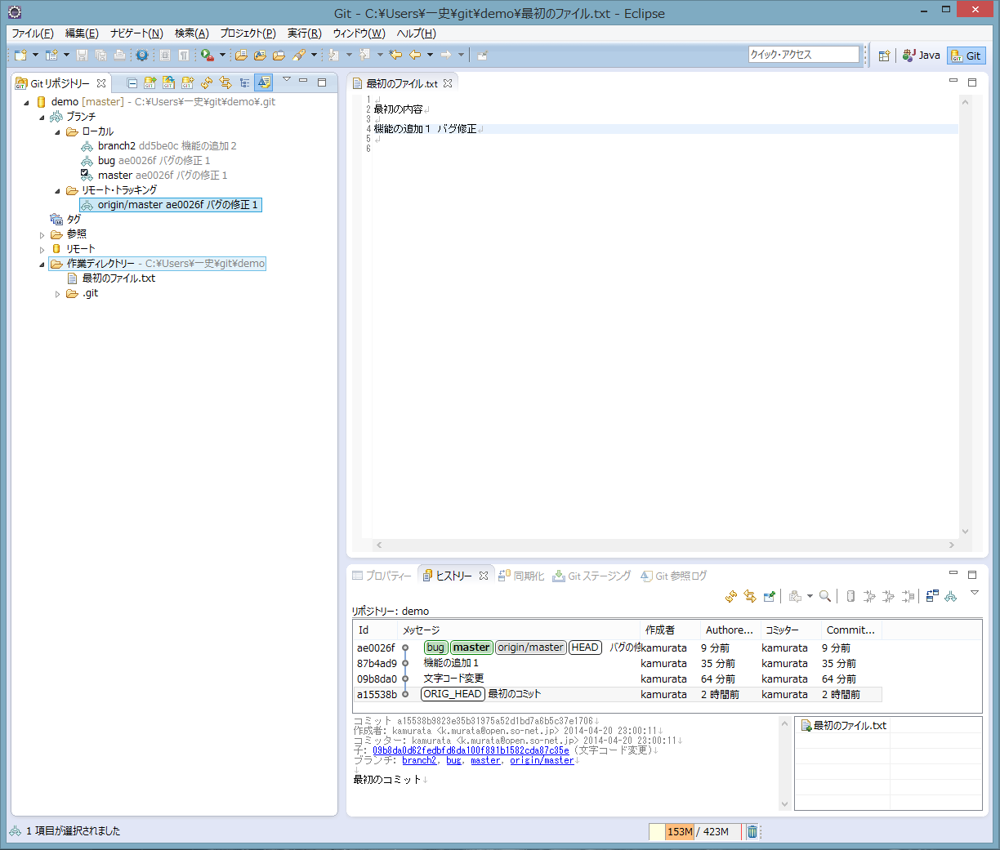 Git - C:¥Users¥一史¥git¥demo¥最初のファイル.txt - Eclipse
ファイル(F) 編集(E) ナビゲート(N) 検索(A) プロジェクト(P) 実行(R) ウィンドウ(W) ヘルプ(H)
クイック・アクセス Java Git
Git リポジトリー
demo [master] - C:¥Users¥一史¥git¥demo¥.git
ブランチ
ローカル
branch2 dd5be0c 機能の追加２
bug ae0026f バグの修正１
master ae0026f バグの修正１
リモート・トラッキング
origin/master ae0026f バグの修正１
タグ
参照
リモート
作業ディレクトリー - C:¥Users¥一史¥git¥demo
最初のファイル.txt
.git
最初のファイル.txt
1
2 最初の内容
3
4 機能の追加１ バグ修正
5
6
プロパティー ヒストリー 同期化 Git ステージング Git 参照ログ
リポジトリー: demo
Id メッセージ 作成者 Authore... コミッター Commit...
ae0026f bug master origin/master HEAD バグの修 kamurata 9 分前 kamurata 9 分前
87b4ad9 機能の追加１ kamurata 35 分前 kamurata 35 分前
09b8da0 文字コード変更 kamurata 64 分前 kamurata 64 分前
a15538b ORIG_HEAD 最初のコミット kamurata 2 時間前 kamurata 2 時間前
コミット a15538b9823e35b31975a52d1bd7a6b5c37e1706
作成者: kamurata <k.murata@open.so-net.jp> 2014-04-20 23:00:11
コミッター: kamurata <k.murata@open.so-net.jp> 2014-04-20 23:00:11
子: 09b8da0d62fedbfd6da100f891b1582cda87c35e (文字コード変更)
ブランチ: branch2, bug, master, origin/master
最初のコミット
最初のファイル.txt
1 項目が選択されました
153M / 423M